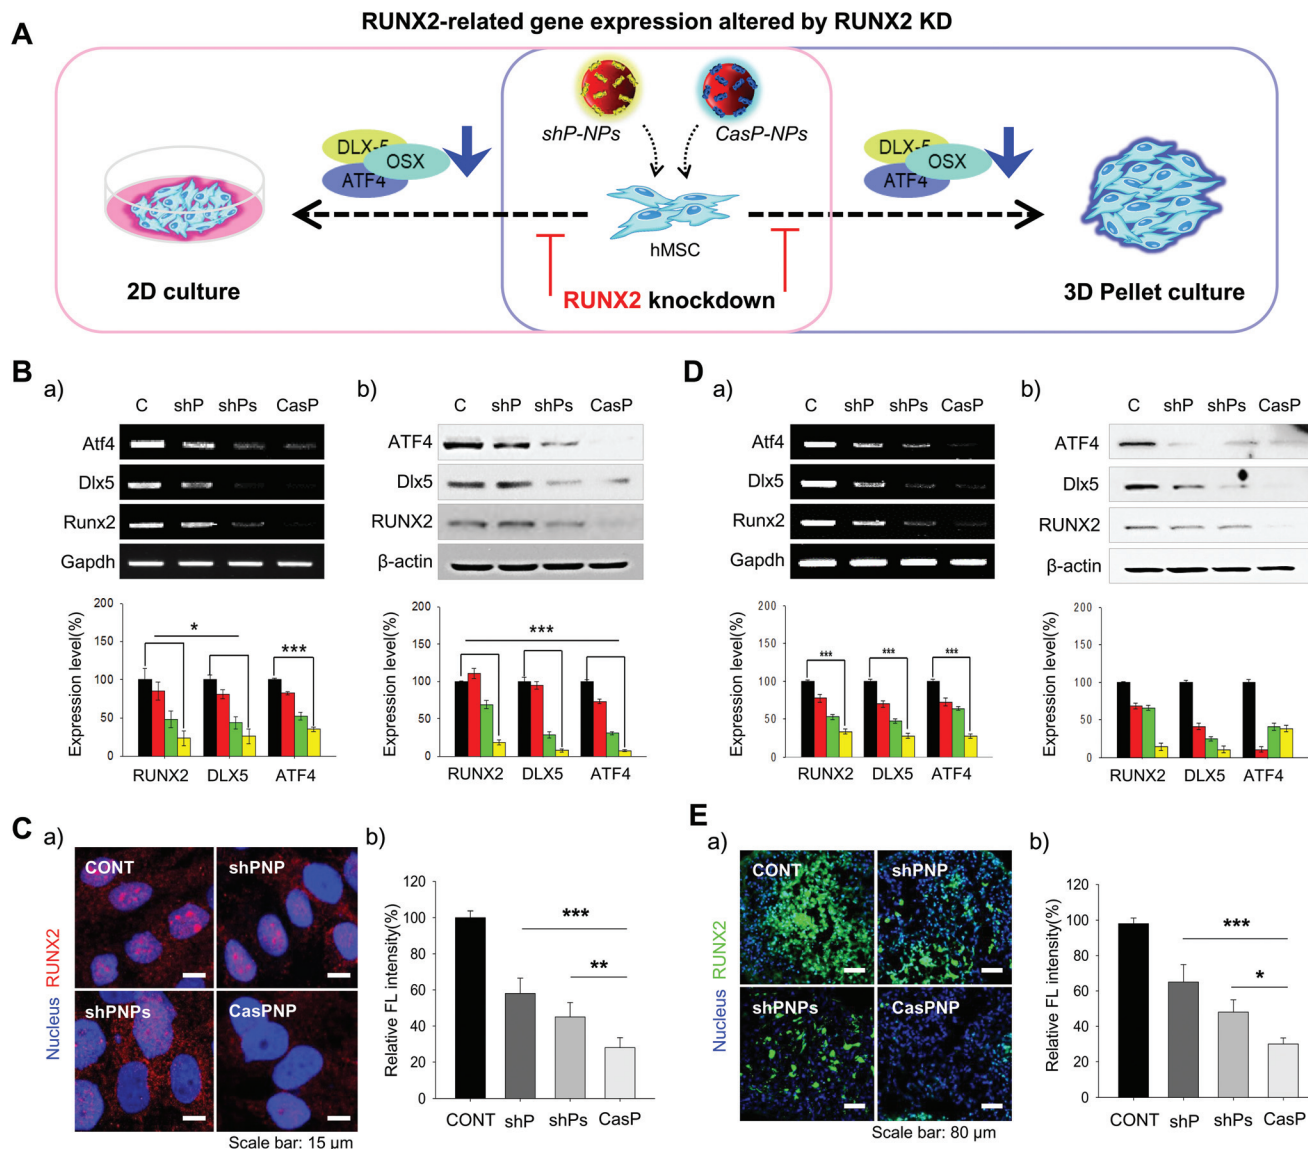 RUNX2-related gene expression altered by RUNX2 KD
A
shP-NPs
CasP-NPs
DLX-5
OSX
ATF4
DLX-5
OSX
ATF4
hMSC
2D culture
RUNX2 knockdown
3D Pellet culture
B
a)
C shP shPs CasP
Atf4
Dlx5
Runx2
Gapdh
Expression level(%)
200
150
100
50
0
*
***
RUNX2 DLX5 ATF4
b)
C shP shPs CasP
ATF4
Dlx5
RUNX2
β-actin
Expression level(%)
200
150
100
50
0
***
RUNX2 DLX5 ATF4
D
a)
C shP shPs CasP
Atf4
Dlx5
Runx2
Gapdh
Expression level(%)
200
150
100
50
0
*** *** ***
RUNX2 DLX5 ATF4
b)
C shP shPs CasP
ATF4
Dlx5
RUNX2
β-actin
Expression level(%)
200
150
100
50
0
RUNX2 DLX5 ATF4
C
a)
Nucleus RUNX2
CONT
shPNP
shPNPs
CasPNP
Scale bar: 15 μm
b)
Relative FL intensity(%)
120
100
80
60
40
20
0
***
**
CONT shP shPs CasP
E
a)
Nucleus RUNX2
CONT
shPNP
shPNPs
CasPNP
Scale bar: 80 μm
b)
Relative FL intensity(%)
120
100
80
60
40
20
0
***
*
CONT shP shPs CasP